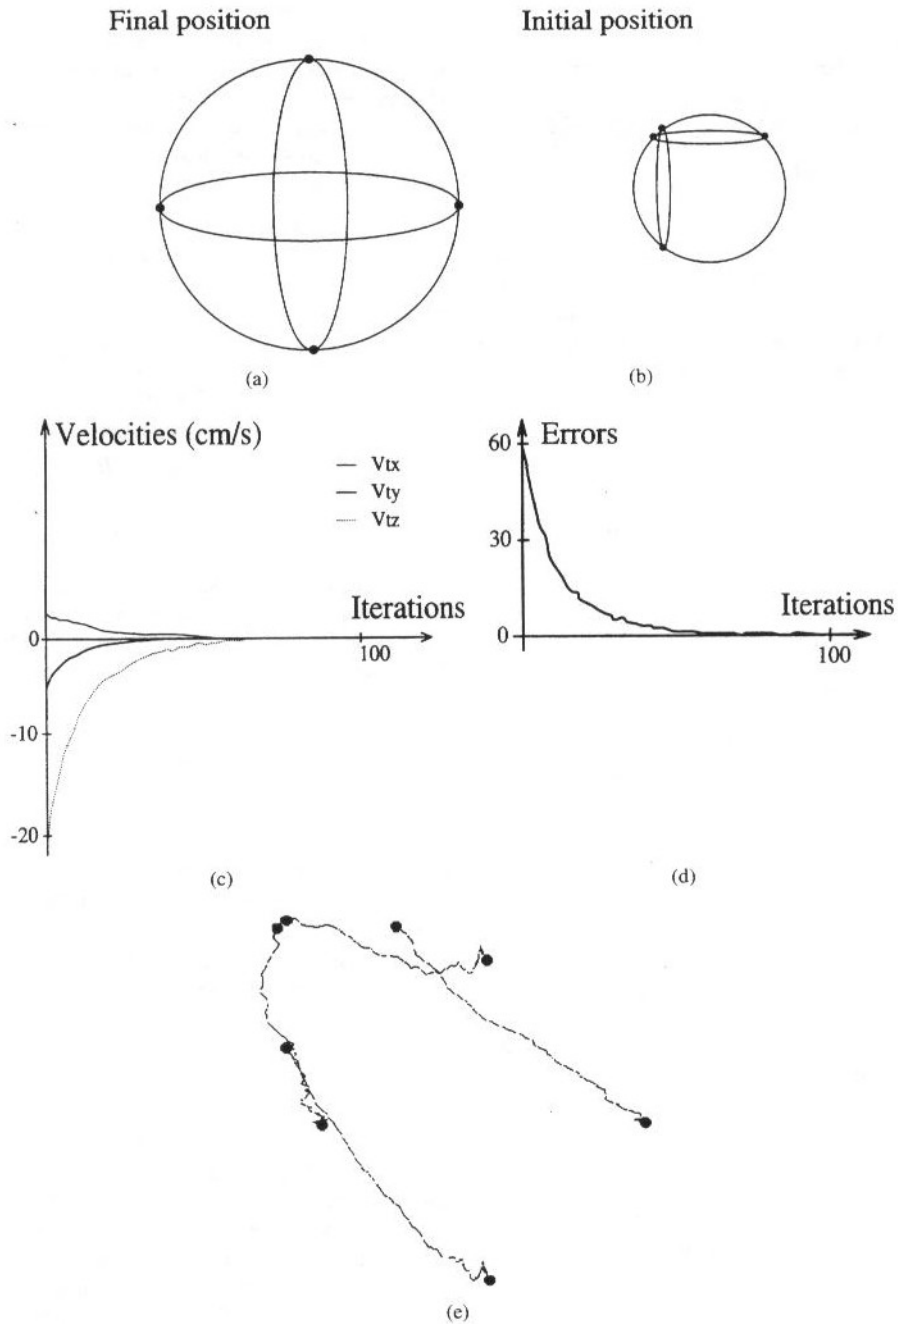 Final position
Initial position
(a)
(b)
Velocities (cm/s)
Vtx
Vty
Vtz
Iterations
0
100
-10
-20
(c)
Errors
60
30
Iterations
0
100
(d)
(e)